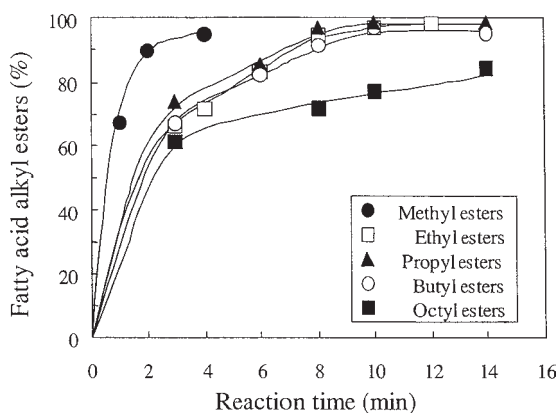 Fatty acid alkyl esters (%)
100
80
60
40
20
0
0 2 4 6 8 10 12 14 16
Reaction time (min)
Methyl esters
Ethyl esters
Propyl esters
Butyl esters
Octyl esters